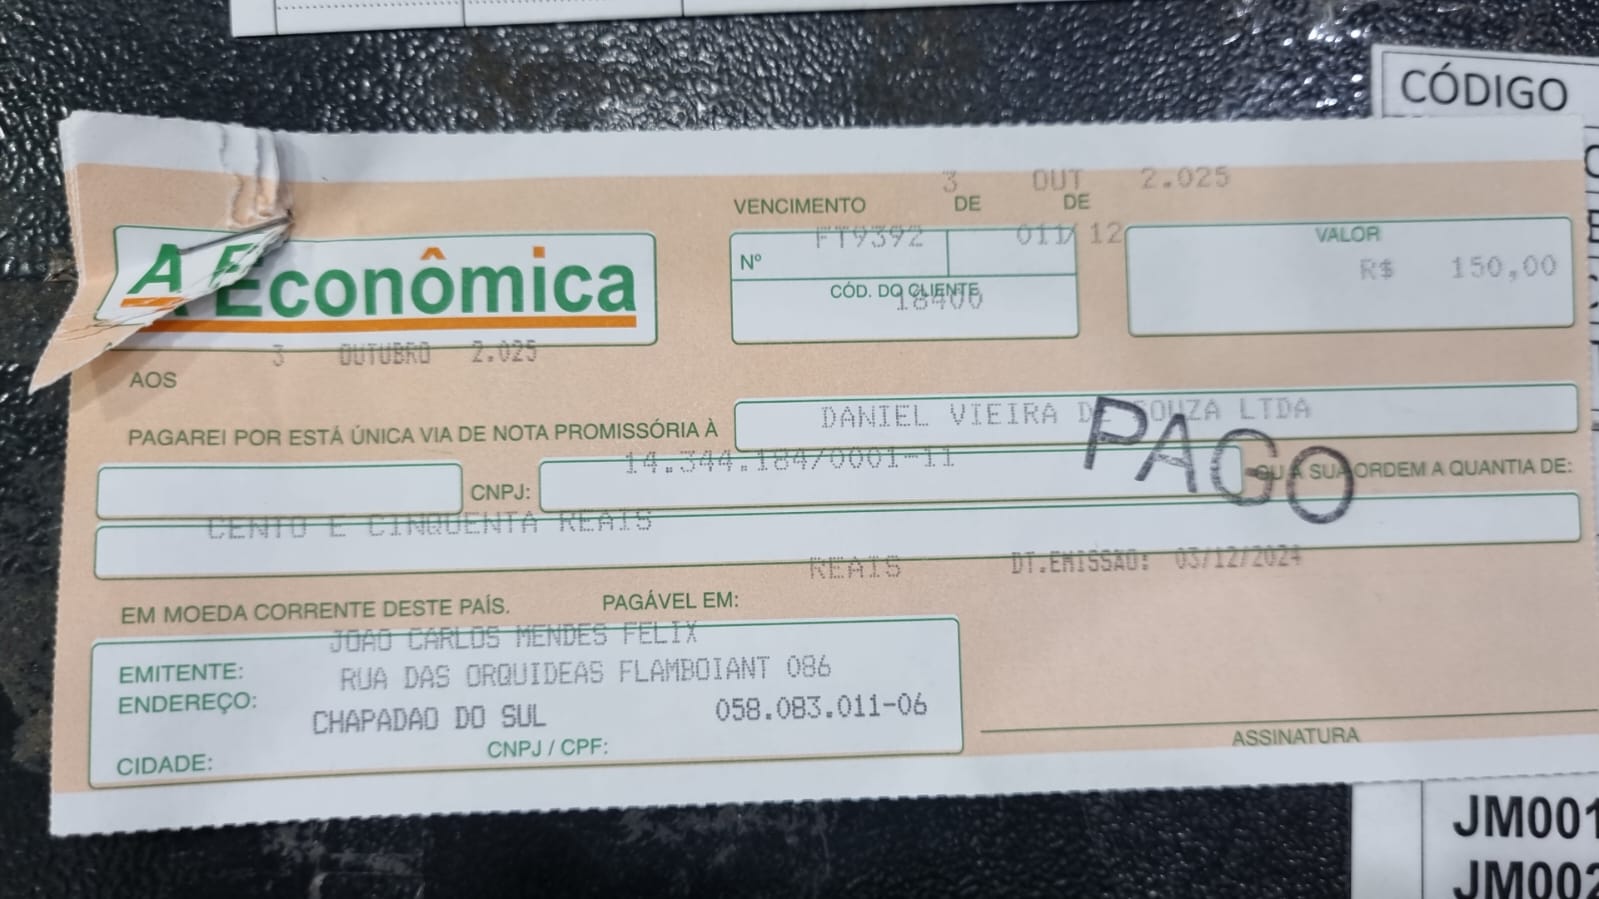 CÓDIGO
3 OUT 2.025
VENCIMENTO DE DE
FT9392 011/ 12
Nº
VALOR
R$ 150,00
CÓD. DO CLIENTE
18400
A Econômica
3 OUTUBRO 2.025
AOS
DANIEL VIEIRA DE SOUZA LTDA
PAGAREI POR ESTÁ ÚNICA VIA DE NOTA PROMISSÓRIA À
PAGO
14.344.184/0001-11
CNPJ: OU À SUA ORDEM A QUANTIA DE:
CENTO E CINQUENTA REAIS
REAIS DT.EMISSAO: 03/12/2024
EM MOEDA CORRENTE DESTE PAÍS. PAGÁVEL EM:
JOAO CARLOS MENDES FELIX
EMITENTE:
RUA DAS ORQUIDEAS FLAMBOIANT 086
ENDEREÇO:
CHAPADAO DO SUL 058.083.011-06
CIDADE: CNPJ / CPF:
ASSINATURA
JM001
JM002